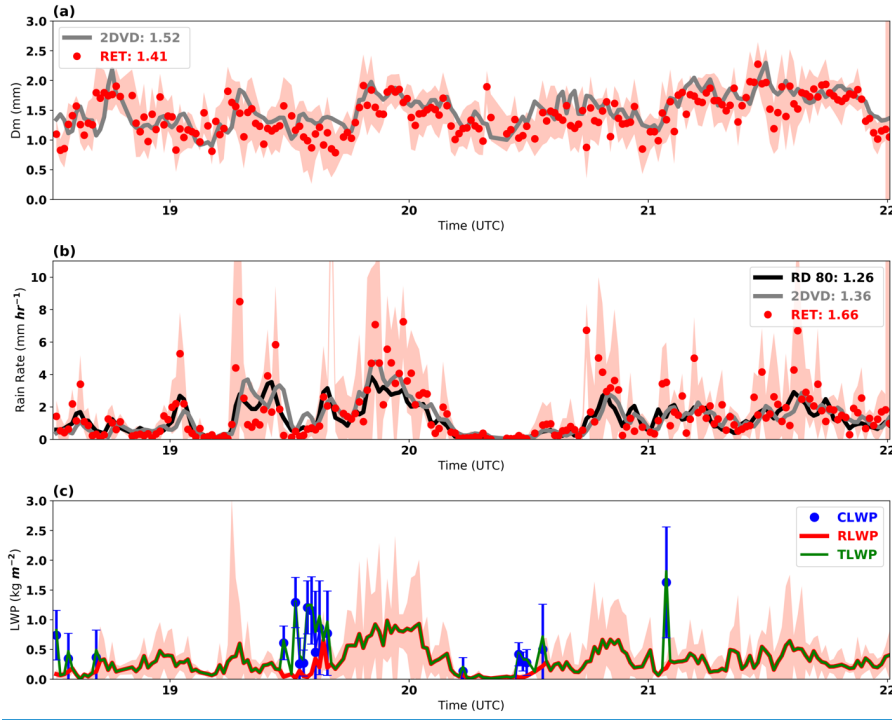 (a)
3.0
2.5
2.0
1.5
1.0
0.5
0.0
Dm (mm)
2DVD: 1.52
RET: 1.41
19 20 21 22
Time (UTC)
(b)
10
8
6
4
2
0
Rain Rate (mm hr⁻¹)
RD 80: 1.26
2DVD: 1.36
RET: 1.66
19 20 21 22
Time (UTC)
(c)
3.0
2.5
2.0
1.5
1.0
0.5
0.0
LWP (kg m⁻²)
CLWP
RLWP
TLWP
19 20 21 22
Time (UTC)